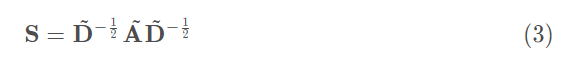 S = D̃^{-1/2} Ã D̃^{-1/2} (3)